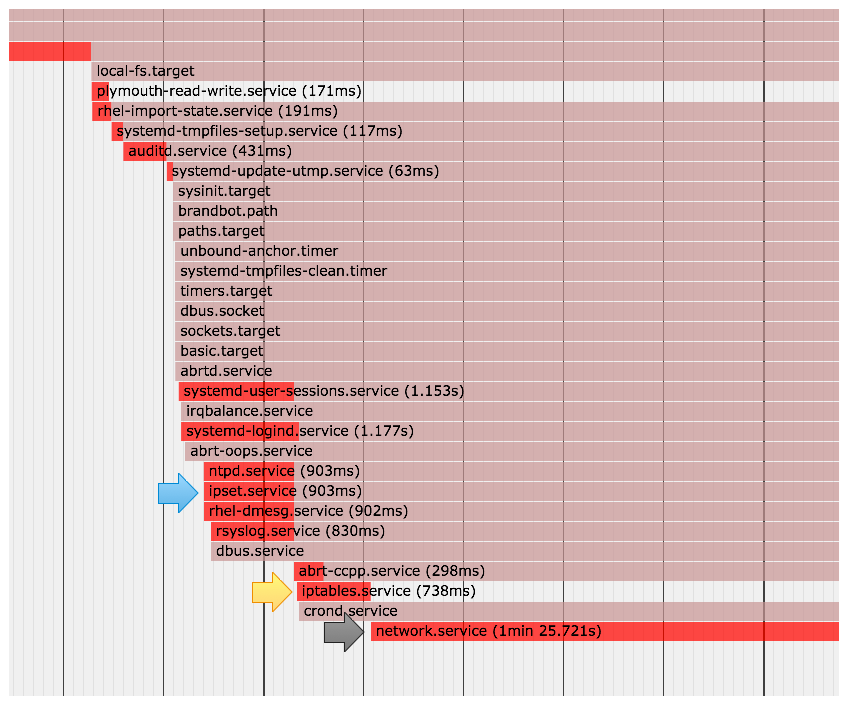 local-fs.target
plymouth-read-write.service (171ms)
rhel-import-state.service (191ms)
systemd-tmpfiles-setup.service (117ms)
auditd.service (431ms)
systemd-update-utmp.service (63ms)
sysinit.target
brandbot.path
paths.target
unbound-anchor.timer
systemd-tmpfiles-clean.timer
timers.target
dbus.socket
sockets.target
basic.target
abrtd.service
systemd-user-sessions.service (1.153s)
irqbalance.service
systemd-logind.service (1.177s)
abrt-oops.service
ntpd.service (903ms)
ipset.service (903ms)
rhel-dmesg.service (902ms)
rsyslog.service (830ms)
dbus.service
abrt-ccpp.service (298ms)
iptables.service (738ms)
crond.service
network.service (1min 25.721s)